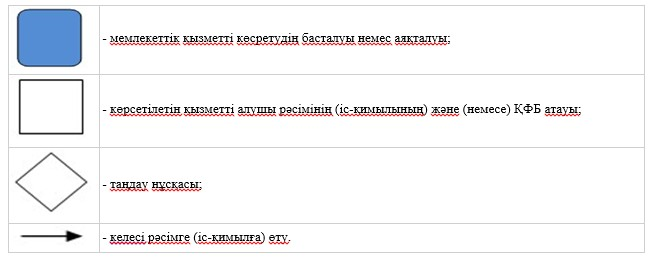 - мемлекеттік қызметті көсретудің басталуы немес аяқталуы;
- көрсетілетін қызметті алушы рәсімінің (іс-қимылының) және (немесе) ҚФБ атауы;
- таңдау нұсқасы;
- келесі рәсімге (іс-қимылға) өту.